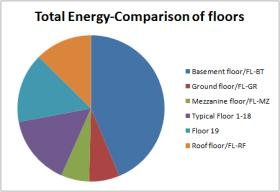 Total Energy-Comparison of floors
Basement floor/FL-BT
Ground floor/FL-GR
Mezzanine floor/FL-MZ
Typical Floor 1-18
Floor 19
Roof floor/FL-RF